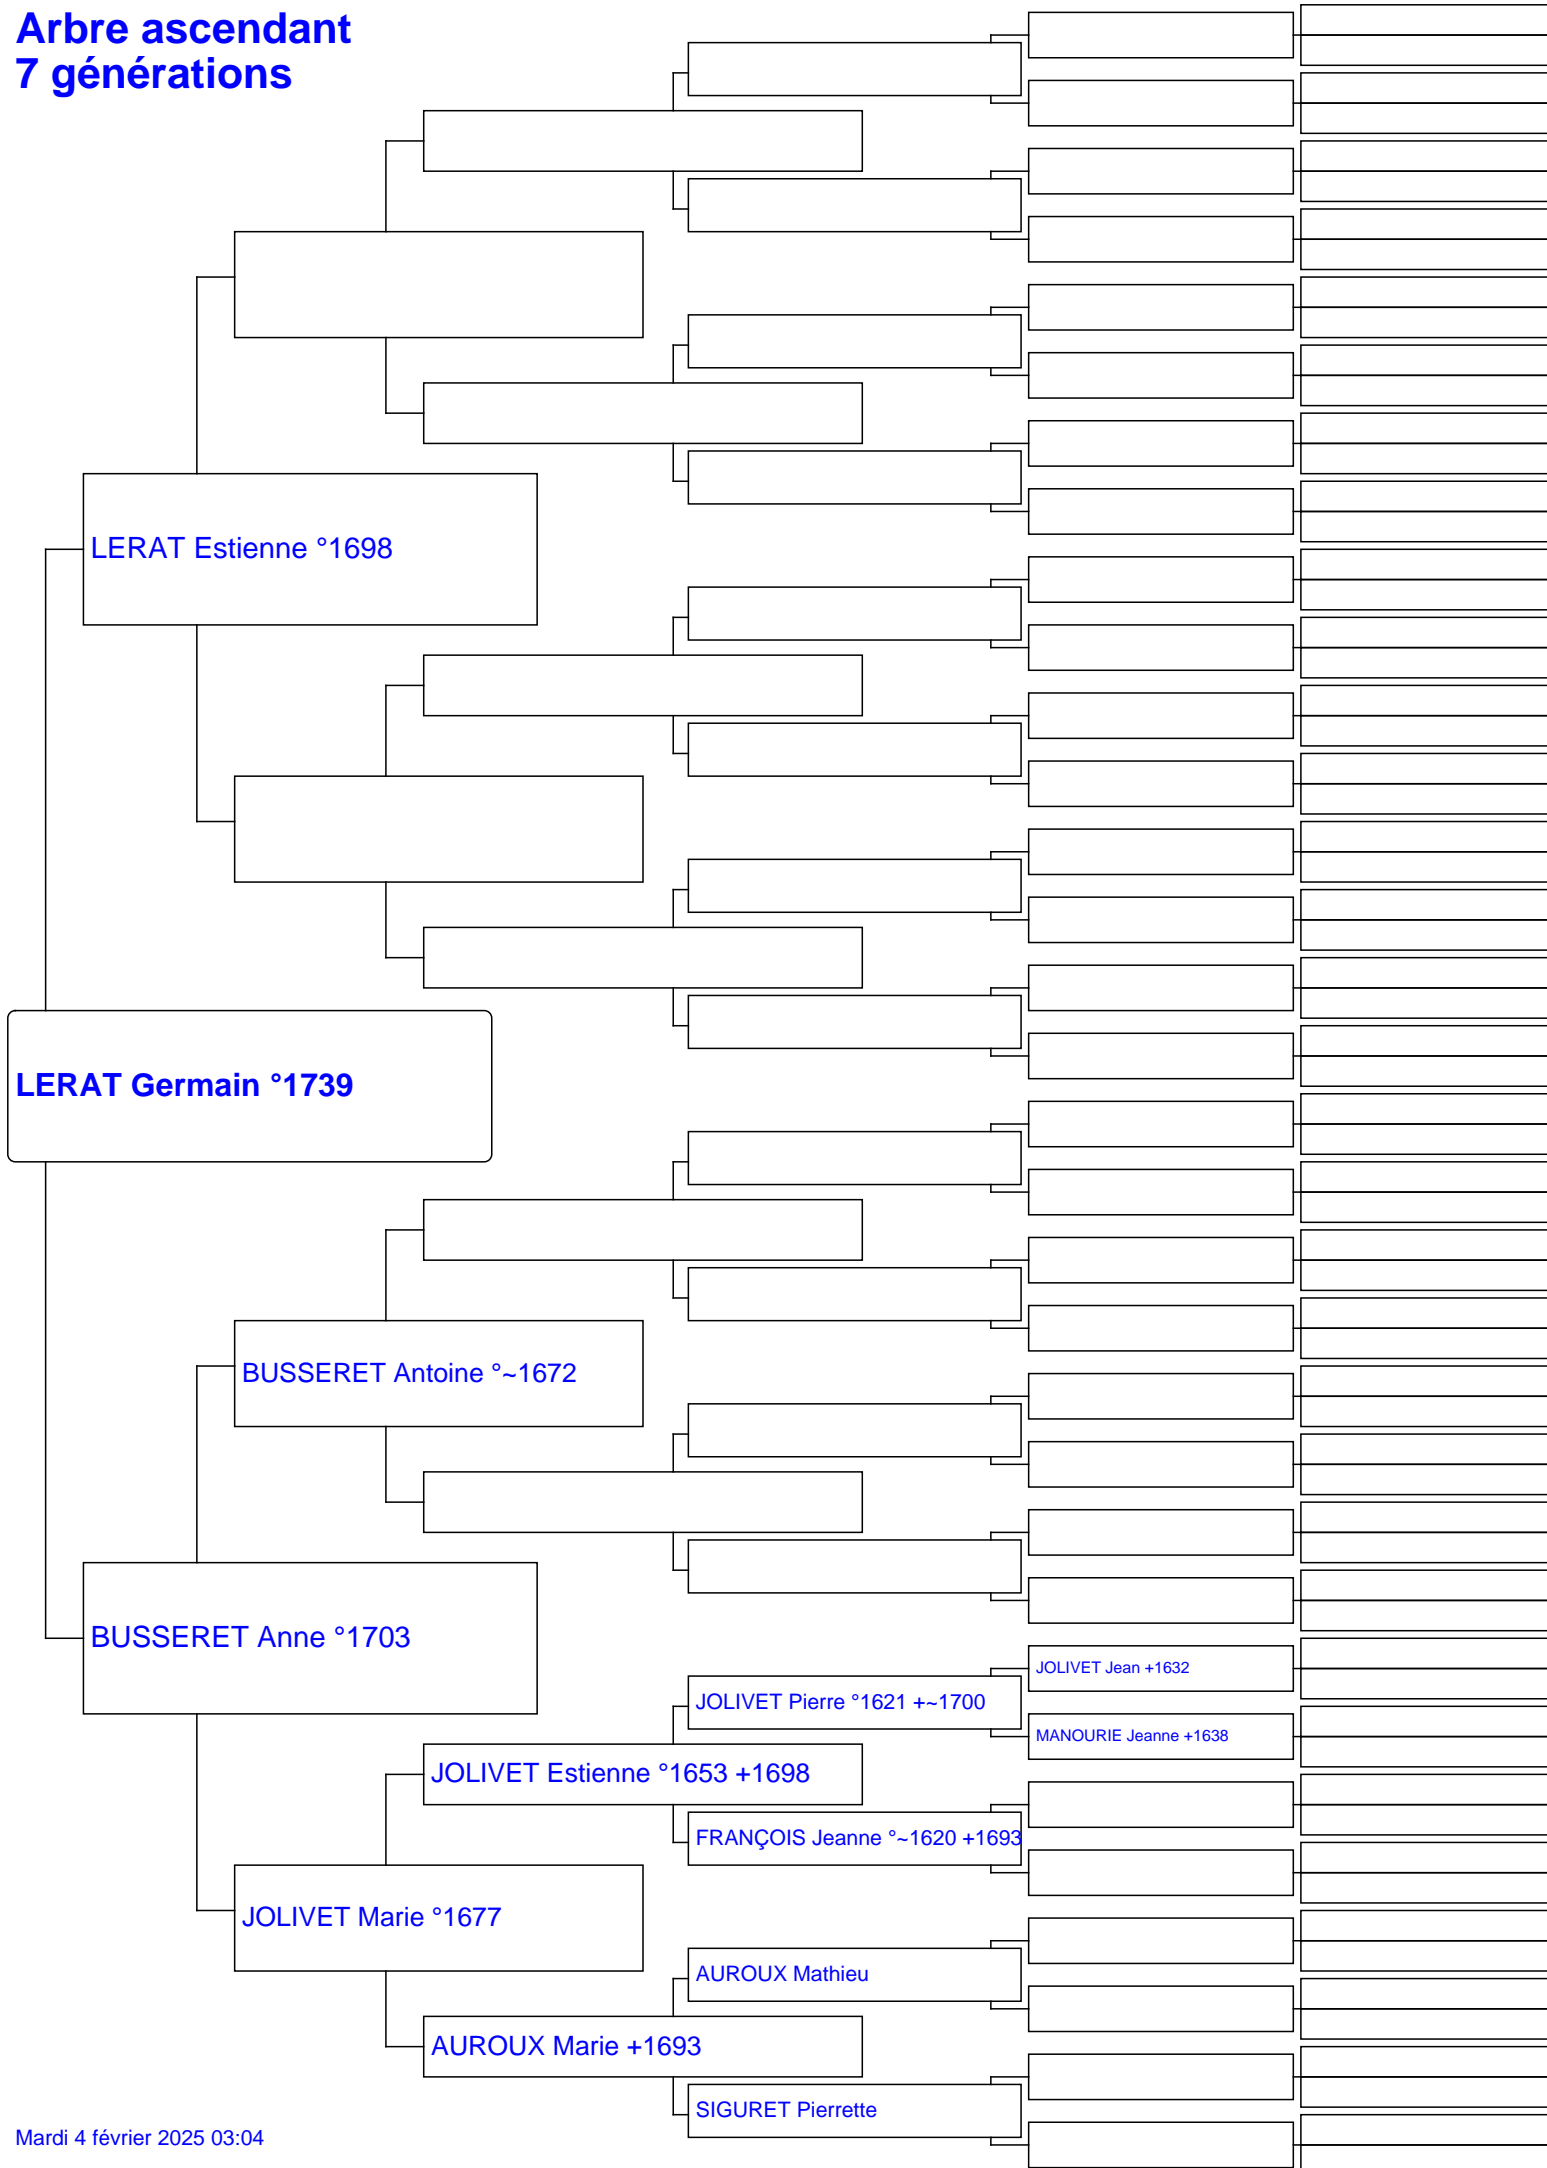 Arbre ascendant
7 générations
LERAT Estienne °1698
LERAT Germain °1739
BUSSERET Antoine °~1672
BUSSERET Anne °1703
JOLIVET Jean +1632
JOLIVET Pierre °1621 +~1700
MANOURIE Jeanne +1638
JOLIVET Estienne °1653 +1698
FRANÇOIS Jeanne °~1620 +1693
JOLIVET Marie °1677
AUROUX Mathieu
AUROUX Marie +1693
SIGURET Pierrette
Mardi 4 février 2025 03:04